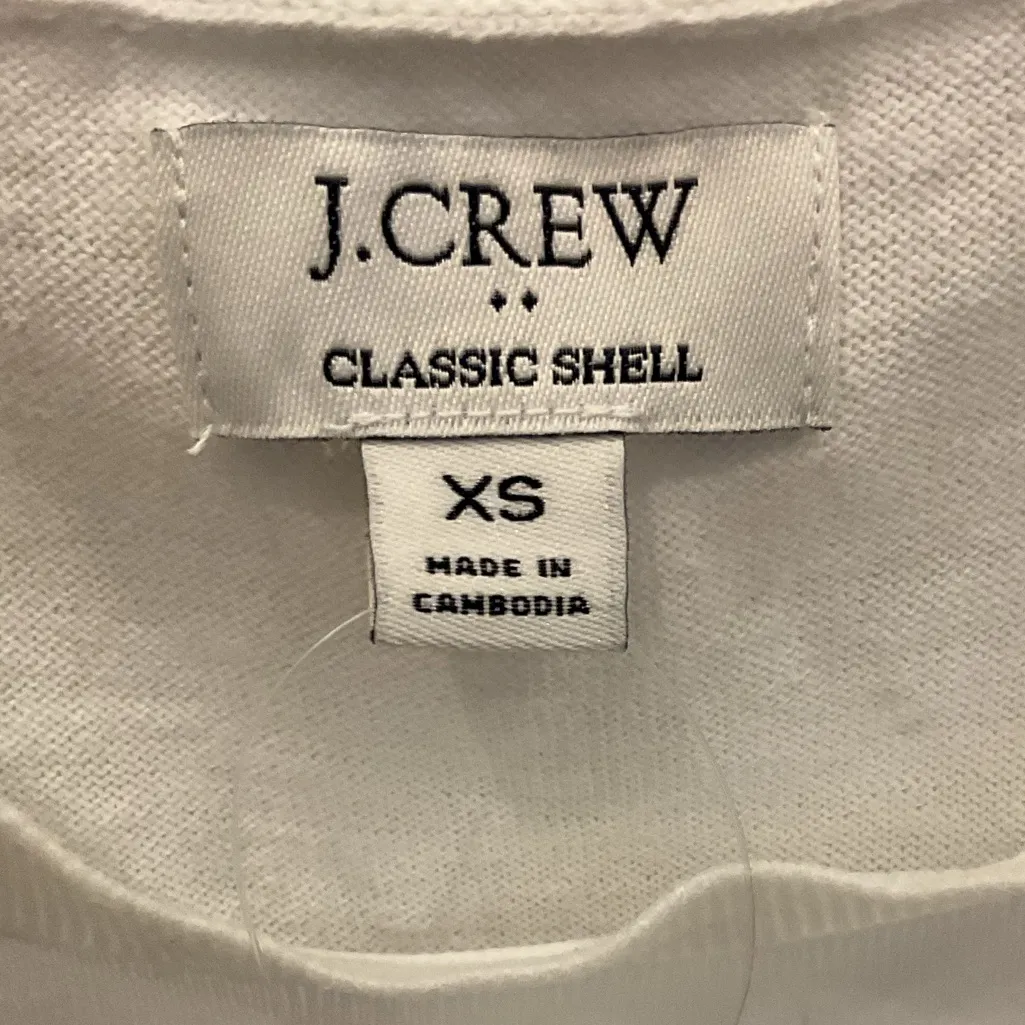 J.CREW
CLASSIC SHELL
XS
MADE IN
CAMBODIA